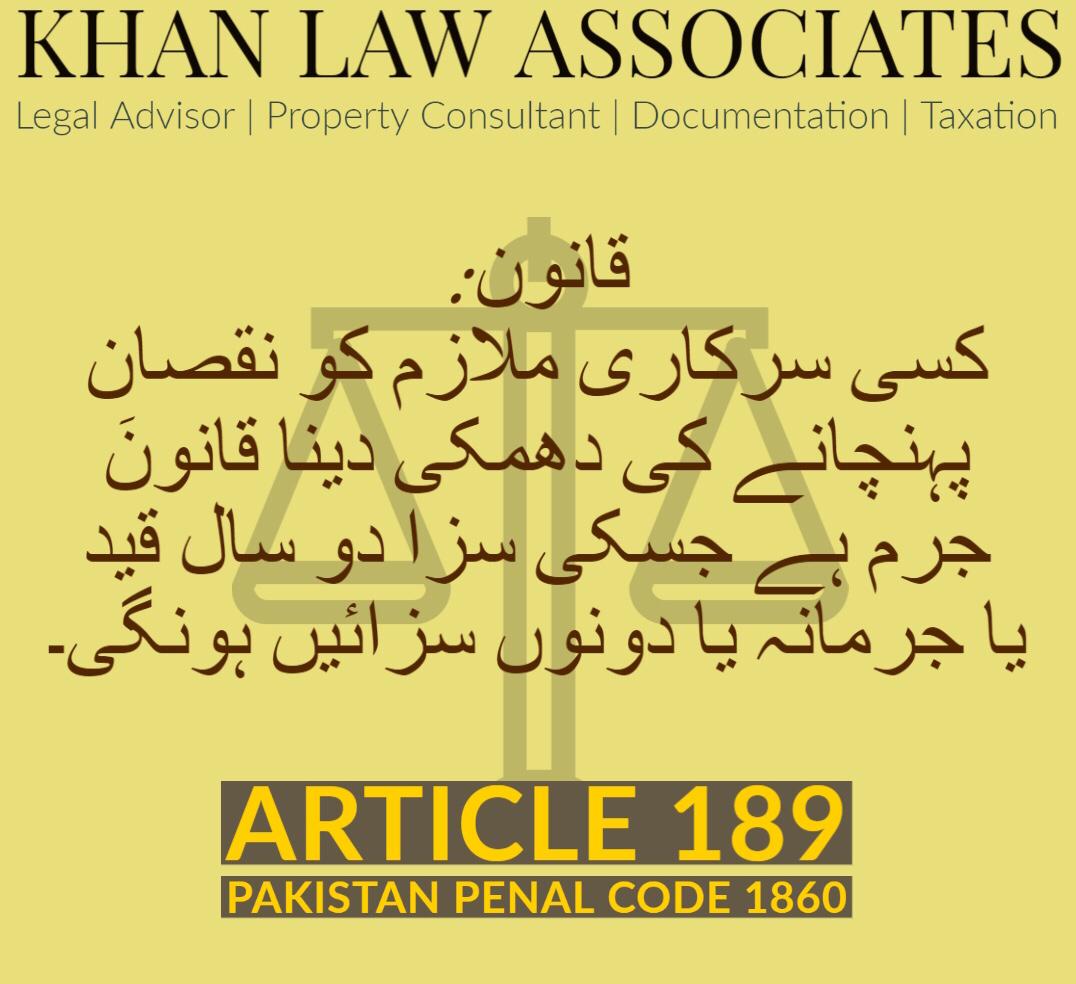 KHAN LAW ASSOCIATES
Legal Advisor | Property Consultant | Documentation | Taxation
قانون:
کسی سرکاری ملازم کو نقصان
پہنچانے کی دھمکی دینا قانونَ
جرم ہے جسکی سزا دو سال قید
یا جرمانہ یا دونوں سزائیں ہونگی۔
ARTICLE 189
PAKISTAN PENAL CODE 1860